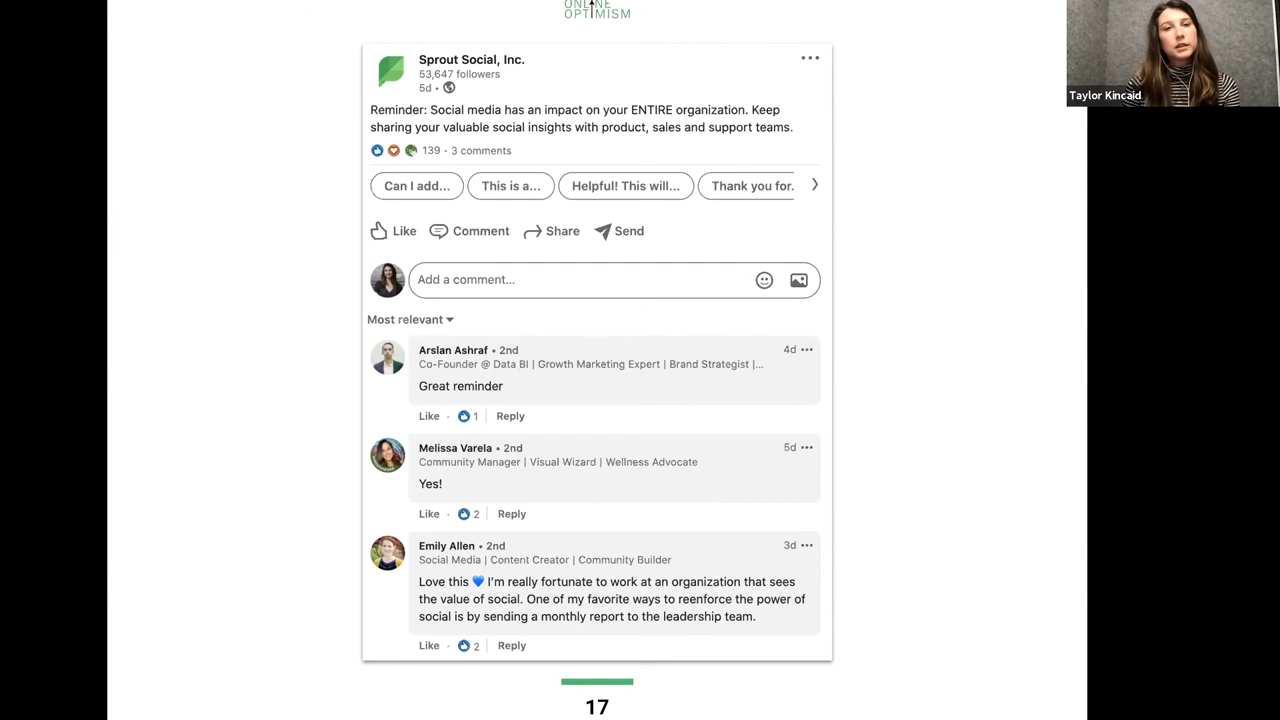 ONLINE
OPTIMISM
Taylor Kincaid
Sprout Social, Inc.
53,647 followers
5d •
Reminder: Social media has an impact on your ENTIRE organization. Keep
sharing your valuable social insights with product, sales and support teams.
139 · 3 comments
Can I add... This is a... Helpful! This will... Thank you for.
Like Comment Share Send
Add a comment...
Most relevant
Arslan Ashraf • 2nd 4d
Co-Founder @ Data BI | Growth Marketing Expert | Brand Strategist |...
Great reminder
Like · 1 | Reply
Melissa Varela • 2nd 5d
Community Manager | Visual Wizard | Wellness Advocate
Yes!
Like · 2 | Reply
Emily Allen • 2nd 3d
Social Media | Content Creator | Community Builder
Love this 💙 I'm really fortunate to work at an organization that sees
the value of social. One of my favorite ways to reenforce the power of
social is by sending a monthly report to the leadership team.
Like · 2 | Reply
17